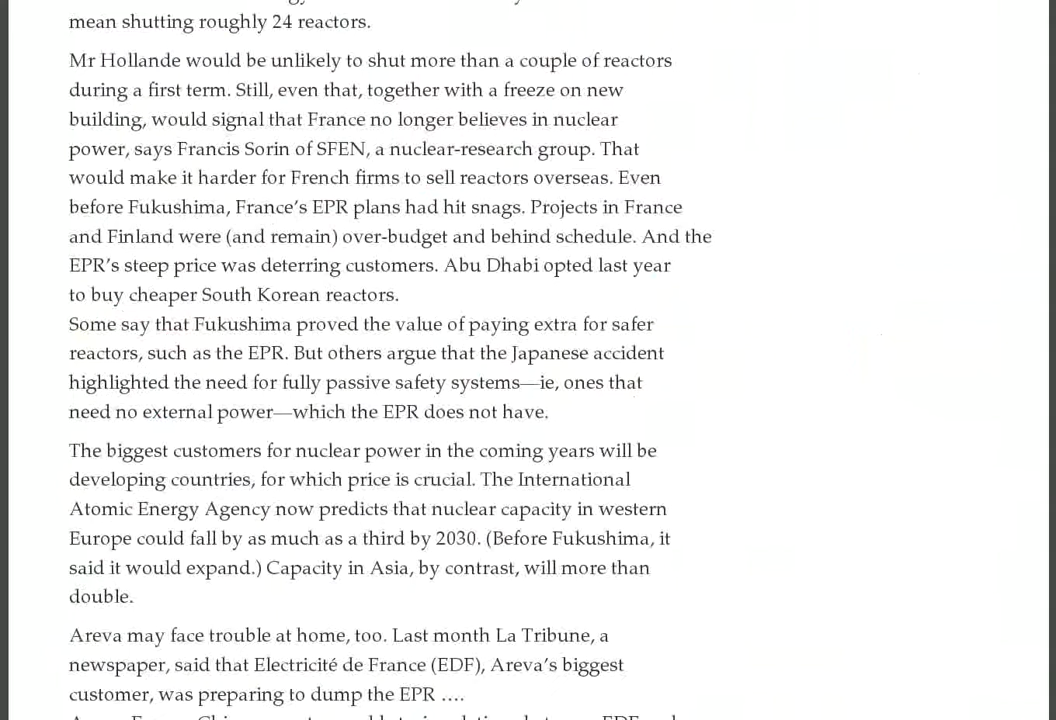 mean shutting roughly 24 reactors.
Mr Hollande would be unlikely to shut more than a couple of reactors
during a first term. Still, even that, together with a freeze on new
building, would signal that France no longer believes in nuclear
power, says Francis Sorin of SFEN, a nuclear-research group. That
would make it harder for French firms to sell reactors overseas. Even
before Fukushima, France's EPR plans had hit snags. Projects in France
and Finland were (and remain) over-budget and behind schedule. And the
EPR's steep price was deterring customers. Abu Dhabi opted last year
to buy cheaper South Korean reactors.
Some say that Fukushima proved the value of paying extra for safer
reactors, such as the EPR. But others argue that the Japanese accident
highlighted the need for fully passive safety systems—ie, ones that
need no external power—which the EPR does not have.
The biggest customers for nuclear power in the coming years will be
developing countries, for which price is crucial. The International
Atomic Energy Agency now predicts that nuclear capacity in western
Europe could fall by as much as a third by 2030. (Before Fukushima, it
said it would expand.) Capacity in Asia, by contrast, will more than
double.
Areva may face trouble at home, too. Last month La Tribune, a
newspaper, said that Electricité de France (EDF), Areva's biggest
customer, was preparing to dump the EPR ....